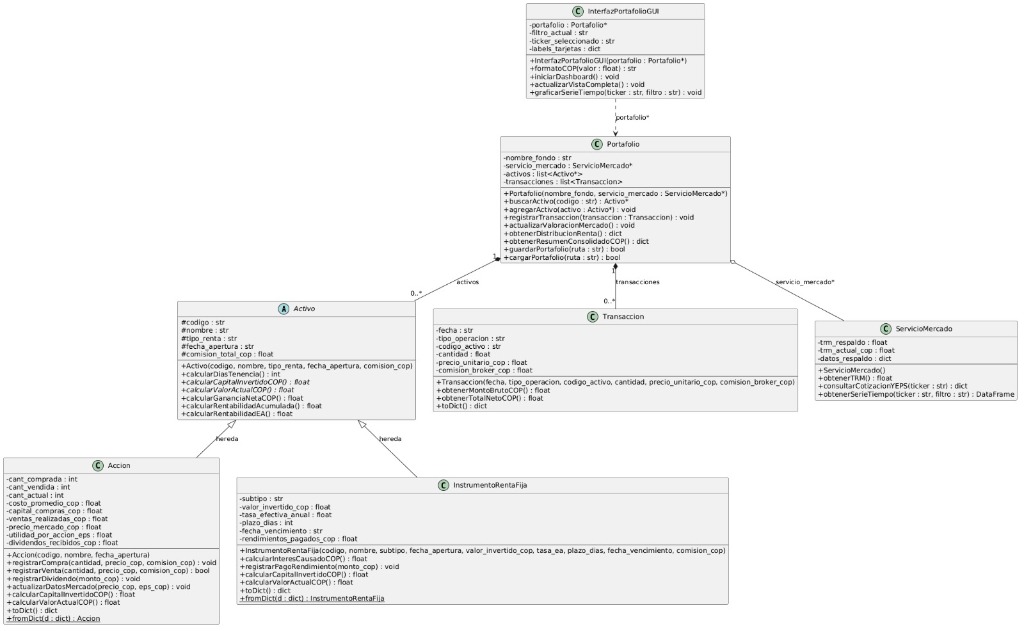 C InterfazPortafolioGUI
-portafolio : Portafolio*
-filtro_actual : str
-ticker_seleccionado : str
-labels_tarjetas : dict
+InterfazPortafolioGUI(portafolio : Portafolio*)
+formatoCOP(valor : float) : str
+iniciarDashboard() : void
+actualizarVistaCompleta() : void
+graficarSerieTiempo(ticker : str, filtro : str) : void
portafolio*
C Portafolio
-nombre_fondo : str
-servicio_mercado : ServicioMercado*
-activos : list<Activo*>
-transacciones : list<Transaccion>
+Portafolio(nombre_fondo, servicio_mercado : ServicioMercado*)
+buscarActivo(codigo : str) : Activo*
+agregarActivo(activo : Activo*) : void
+registrarTransaccion(transaccion : Transaccion) : void
+actualizarValoracionMercado() : void
+obtenerDistribucionRenta() : dict
+obtenerResumenConsolidadoCOP() : dict
+guardarPortafolio(ruta : str) : bool
+cargarPortafolio(ruta : str) : bool
1
activos
0..*
1
transacciones
0..*
servicio_mercado*
A Activo
#codigo : str
#nombre : str
#tipo_renta : str
#fecha_apertura : str
#comision_total_cop : float
+Activo(codigo, nombre, tipo_renta, fecha_apertura, comision_cop)
+calcularDiasTenencia() : int
+calcularCapitalInvertidoCOP() : float
+calcularValorActualCOP() : float
+calcularGananciaNetaCOP() : float
+calcularRentabilidadAcumulada() : float
+calcularRentabilidadEA() : float
C Transaccion
-fecha : str
-tipo_operacion : str
-codigo_activo : str
-cantidad : float
-precio_unitario_cop : float
-comision_broker_cop : float
+Transaccion(fecha, tipo_operacion, codigo_activo, cantidad, precio_unitario_cop, comision_broker_cop)
+obtenerMontoBrutoCOP() : float
+obtenerTotalNetoCOP() : float
+toDict() : dict
C ServicioMercado
-trm_respaldo : float
-trm_actual_cop : float
-datos_respaldo : dict
+ServicioMercado()
+obtenerTRM() : float
+consultarCotizacionYEPS(ticker : str) : dict
+obtenerSerieTiempo(ticker : str, filtro : str) : DataFrame
hereda
hereda
C Accion
-cant_comprada : int
-cant_vendida : int
-cant_actual : int
-costo_promedio_cop : float
-capital_compras_cop : float
-ventas_realizadas_cop : float
-precio_mercado_cop : float
-utilidad_por_accion_eps : float
-dividendos_recibidos_cop : float
+Accion(codigo, nombre, fecha_apertura)
+registrarCompra(cantidad, precio_cop, comision_cop) : void
+registrarVenta(cantidad, precio_cop, comision_cop) : bool
+registrarDividendo(monto_cop) : void
+actualizarDatosMercado(precio_cop, eps_cop) : void
+calcularCapitalInvertidoCOP() : float
+calcularValorActualCOP() : float
+toDict() : dict
+fromDict(d : dict) : Accion
C InstrumentoRentaFija
-subtipo : str
-valor_invertido_cop : float
-tasa_efectiva_anual : float
-plazo_dias : int
-fecha_vencimiento : str
-rendimientos_pagados_cop : float
+InstrumentoRentaFija(codigo, nombre, subtipo, fecha_apertura, valor_invertido_cop, tasa_ea, plazo_dias, fecha_vencimiento, comision_cop)
+calcularInteresCausadoCOP() : float
+registrarPagoRendimiento(monto_cop) : void
+calcularCapitalInvertidoCOP() : float
+calcularValorActualCOP() : float
+toDict() : dict
+fromDict(d : dict) : InstrumentoRentaFija